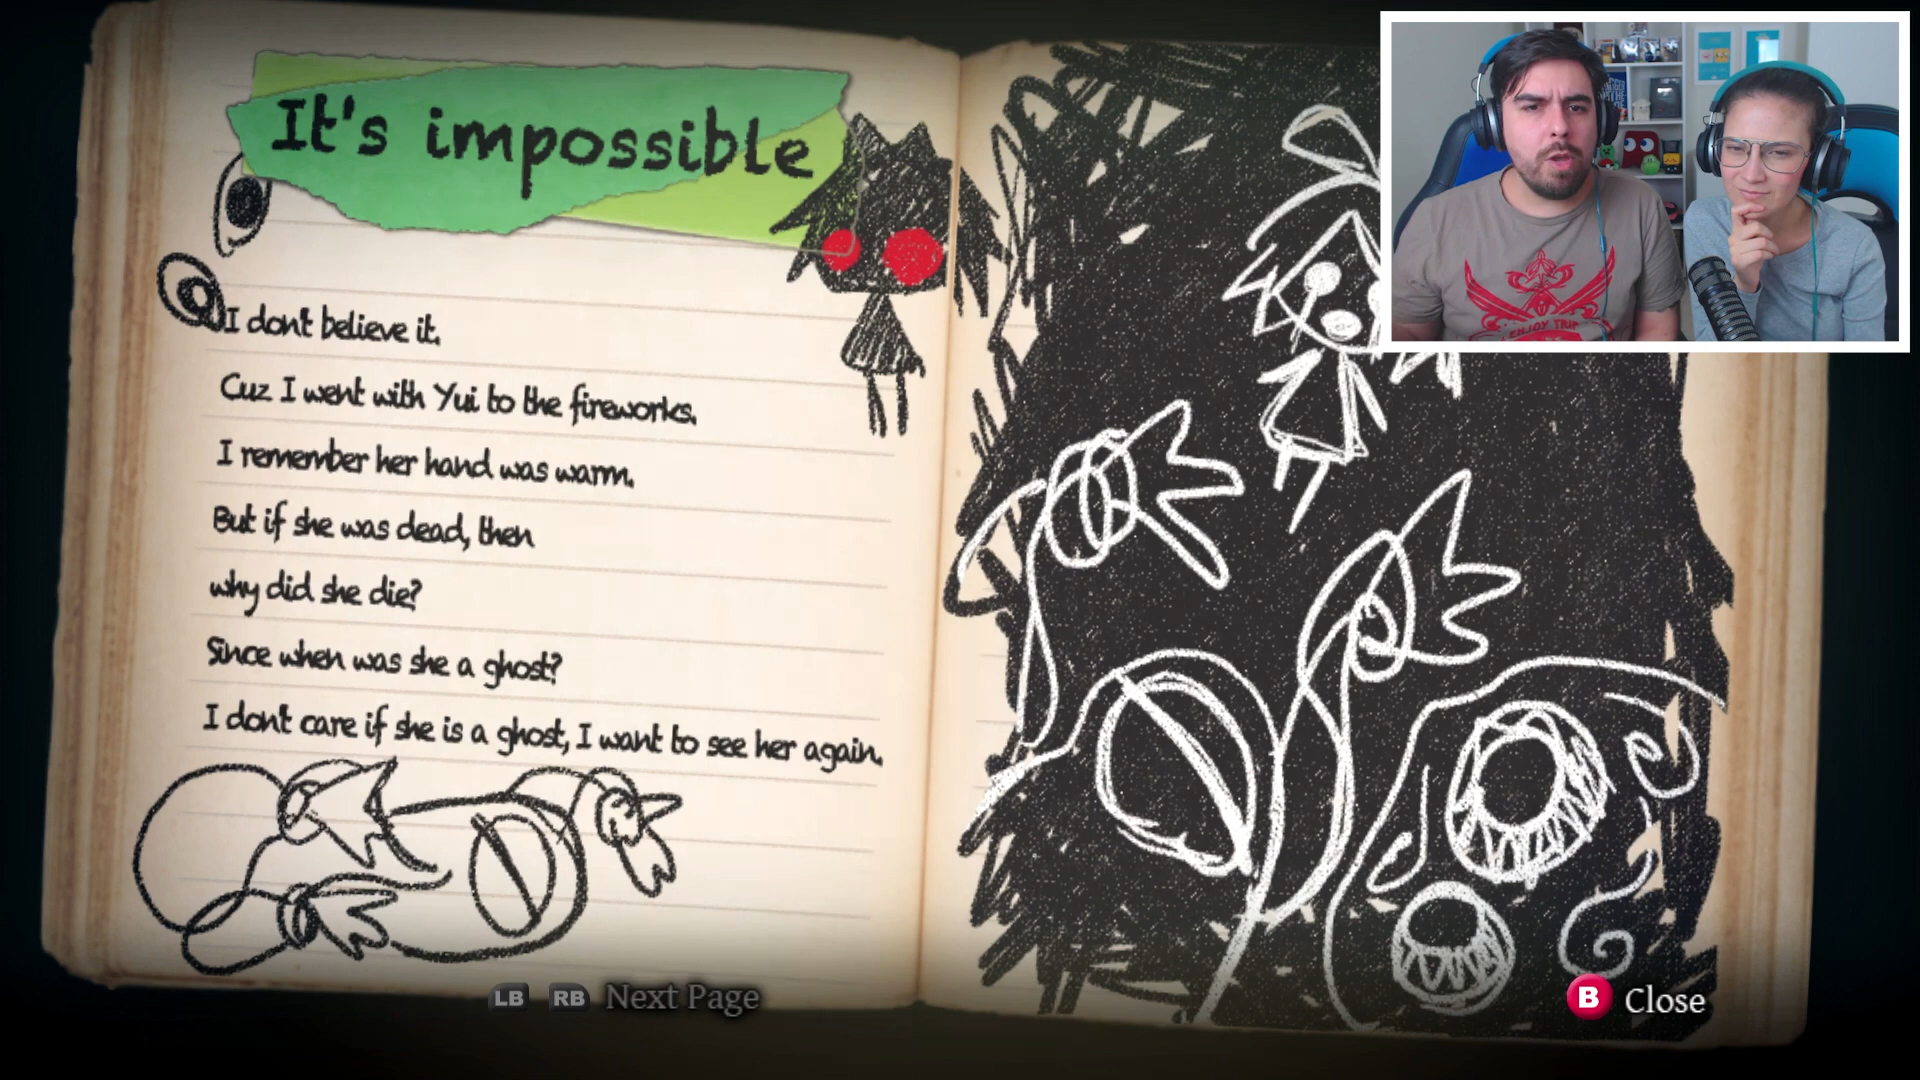 It's impossible
I don't believe it.
Cuz I went with Yui to the fireworks.
I remember her hand was warm.
But if she was dead, then
why did she die?
Since when was she a ghost?
I don't care if she is a ghost, I want to see her again.
LB RB Next Page
B Close
ENJOY TRIP